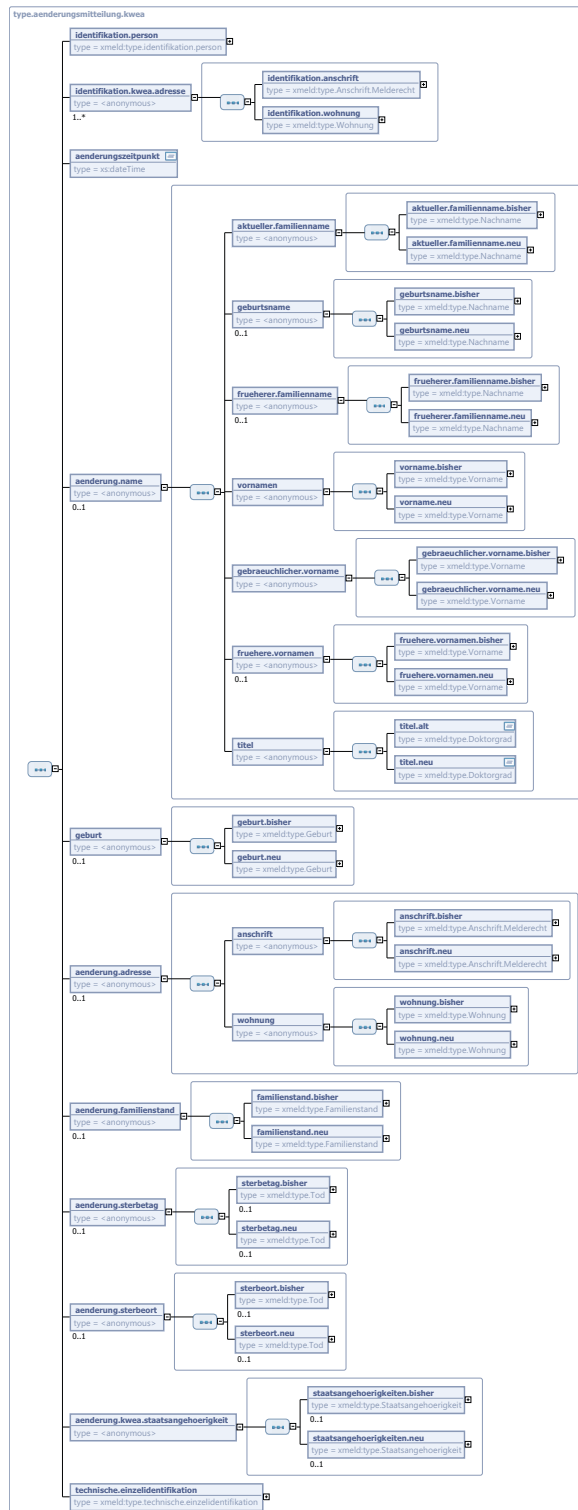 type.aenderungsmitteilung.kwea
identifikation.person
type = xmeld:type.identifikation.person
identifikation.kwea.adresse
type = <anonymous>
1..*
identifikation.anschrift
type = xmeld:type.Anschrift.Melderecht
identifikation.wohnung
type = xmeld:type.Wohnung
aenderungszeitpunkt
type = xs:dateTime
aenderung.name
type = <anonymous>
0..1
aktueller.familienname
type = <anonymous>
aktueller.familienname.bisher
type = xmeld:type.Nachname
aktueller.familienname.neu
type = xmeld:type.Nachname
geburtsname
type = <anonymous>
0..1
geburtsname.bisher
type = xmeld:type.Nachname
geburtsname.neu
type = xmeld:type.Nachname
frueherer.familienname
type = <anonymous>
0..1
frueherer.familienname.bisher
type = xmeld:type.Nachname
frueherer.familienname.neu
type = xmeld:type.Nachname
vornamen
type = <anonymous>
vorname.bisher
type = xmeld:type.Vorname
vorname.neu
type = xmeld:type.Vorname
gebraeuchlicher.vorname
type = <anonymous>
gebraeuchlicher.vorname.bisher
type = xmeld:type.Vorname
gebraeuchlicher.vorname.neu
type = xmeld:type.Vorname
fruehere.vornamen
type = <anonymous>
0..1
fruehere.vornamen.bisher
type = xmeld:type.Vorname
fruehere.vornamen.neu
type = xmeld:type.Vorname
titel
type = <anonymous>
titel.alt
type = xmeld:type.Doktorgrad
titel.neu
type = xmeld:type.Doktorgrad
geburt
type = <anonymous>
0..1
geburt.bisher
type = xmeld:type.Geburt
geburt.neu
type = xmeld:type.Geburt
aenderung.adresse
type = <anonymous>
0..1
anschrift
type = <anonymous>
anschrift.bisher
type = xmeld:type.Anschrift.Melderecht
anschrift.neu
type = xmeld:type.Anschrift.Melderecht
wohnung
type = <anonymous>
wohnung.bisher
type = xmeld:type.Wohnung
wohnung.neu
type = xmeld:type.Wohnung
aenderung.familienstand
type = <anonymous>
0..1
familienstand.bisher
type = xmeld:type.Familienstand
familienstand.neu
type = xmeld:type.Familienstand
aenderung.sterbetag
type = <anonymous>
0..1
sterbetag.bisher
type = xmeld:type.Tod
0..1
sterbetag.neu
type = xmeld:type.Tod
0..1
aenderung.sterbeort
type = <anonymous>
0..1
sterbeort.bisher
type = xmeld:type.Tod
0..1
sterbeort.neu
type = xmeld:type.Tod
0..1
aenderung.kwea.staatsangehoerigkeit
type = <anonymous>
staatsangehoerigkeiten.bisher
type = xmeld:type.Staatsangehoerigkeit
0..1
staatsangehoerigkeiten.neu
type = xmeld:type.Staatsangehoerigkeit
0..1
technische.einzelidentifikation
type = xmeld:type.technische.einzelidentifikation